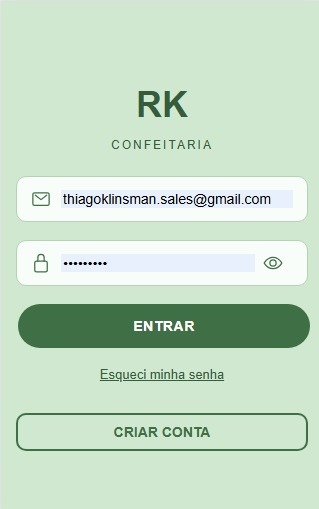 RK
CONFEITARIA
thiagoklinsman.sales@gmail.com
•••••••••
ENTRAR
Esqueci minha senha
CRIAR CONTA